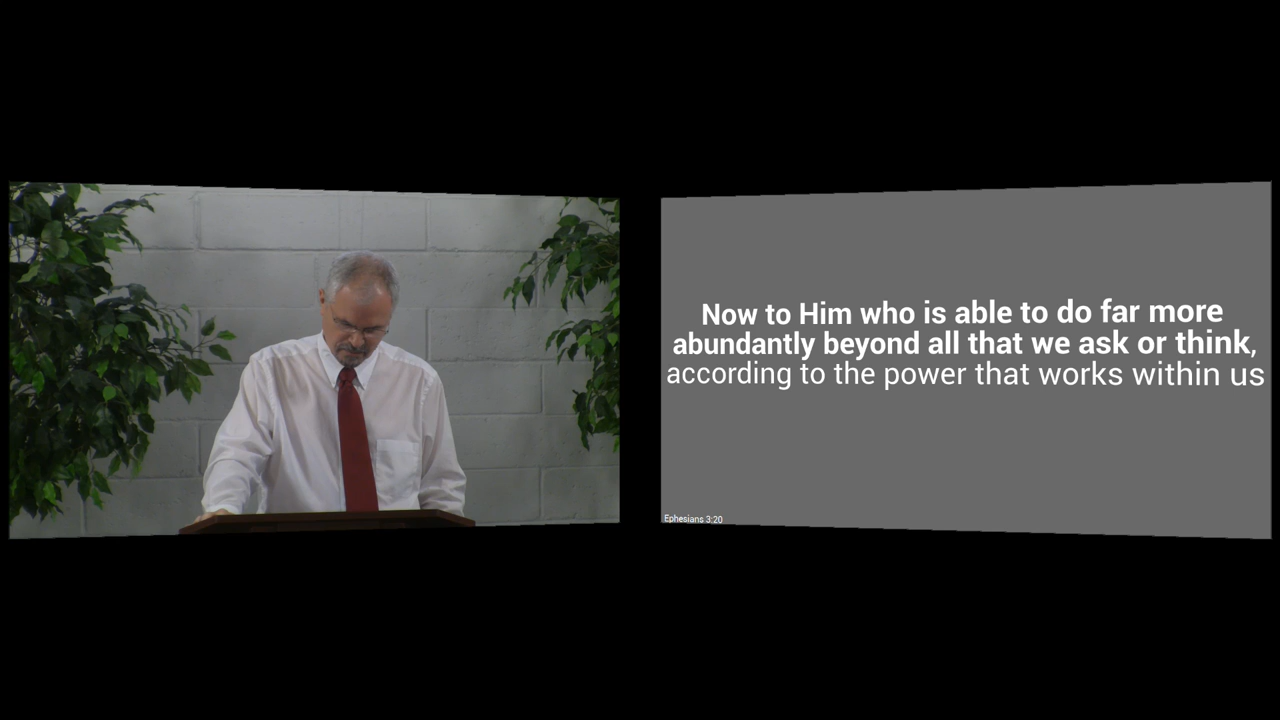 Now to Him who is able to do far more
abundantly beyond all that we ask or think,
according to the power that works within us
Ephesians 3:20